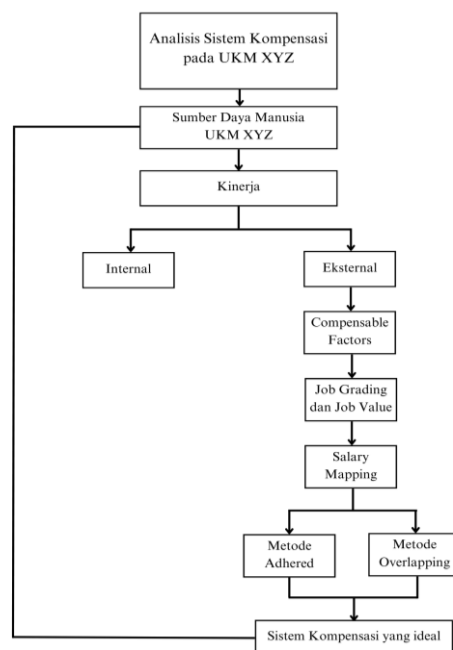 Analisis Sistem Kompensasi
pada UKM XYZ
Sumber Daya Manusia
UKM XYZ
Kinerja
Internal
Eksternal
Compensable
Factors
Job Grading
dan Job Value
Salary
Mapping
Metode
Adhered
Metode
Overlapping
Sistem Kompensasi yang ideal